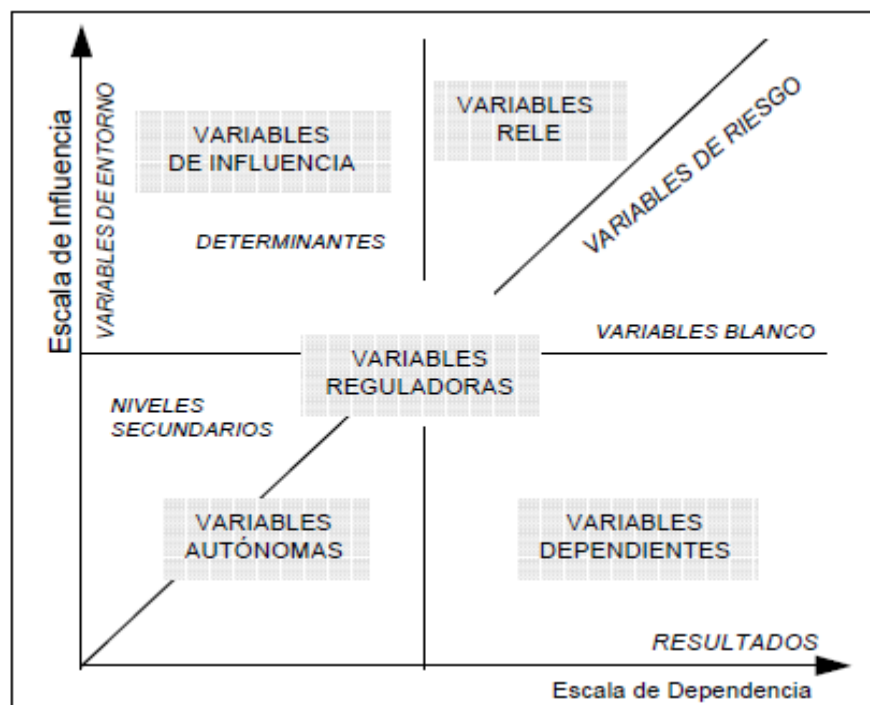 Escala de Influencia
VARIABLES DE ENTORNO
VARIABLES
DE INFLUENCIA
VARIABLES
RELE
VARIABLES DE RIESGO
DETERMINANTES
VARIABLES BLANCO
VARIABLES
REGULADORAS
NIVELES
SECUNDARIOS
VARIABLES
AUTÓNOMAS
VARIABLES
DEPENDIENTES
RESULTADOS
Escala de Dependencia